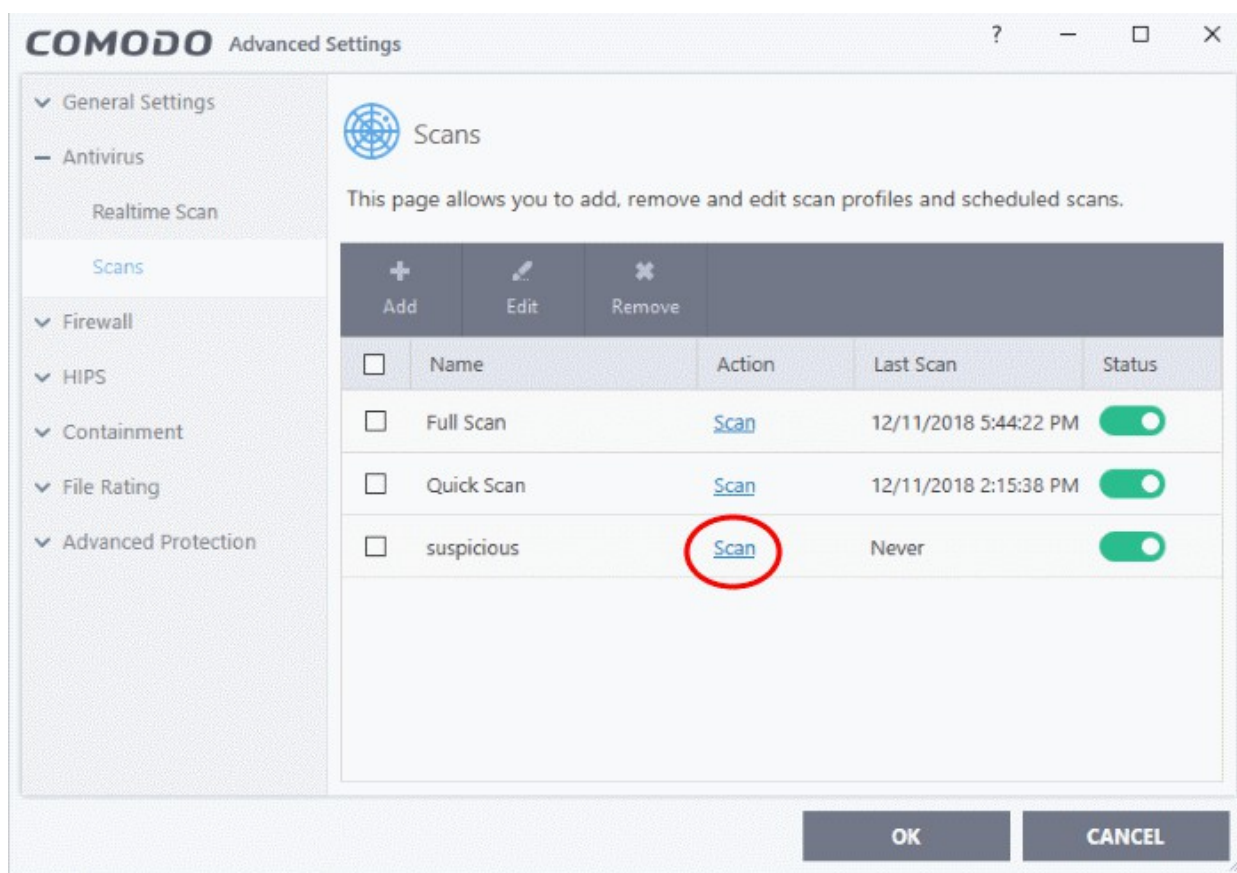 COMODO Advanced Settings
General Settings
Antivirus
Realtime Scan
Scans
Firewall
HIPS
Containment
File Rating
Advanced Protection
Scans
This page allows you to add, remove and edit scan profiles and scheduled scans.
Add Edit Remove
Name Action Last Scan Status
Full Scan Scan 12/11/2018 5:44:22 PM
Quick Scan Scan 12/11/2018 2:15:38 PM
suspicious Scan Never
OK CANCEL